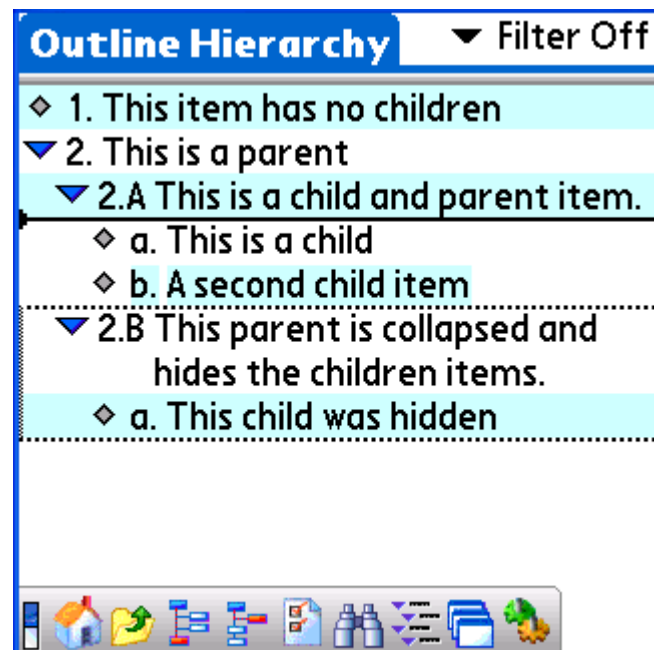 Outline Hierarchy
Filter Off
1. This item has no children
2. This is a parent
2.A This is a child and parent item.
a. This is a child
b. A second child item
2.B This parent is collapsed and
hides the children items.
a. This child was hidden